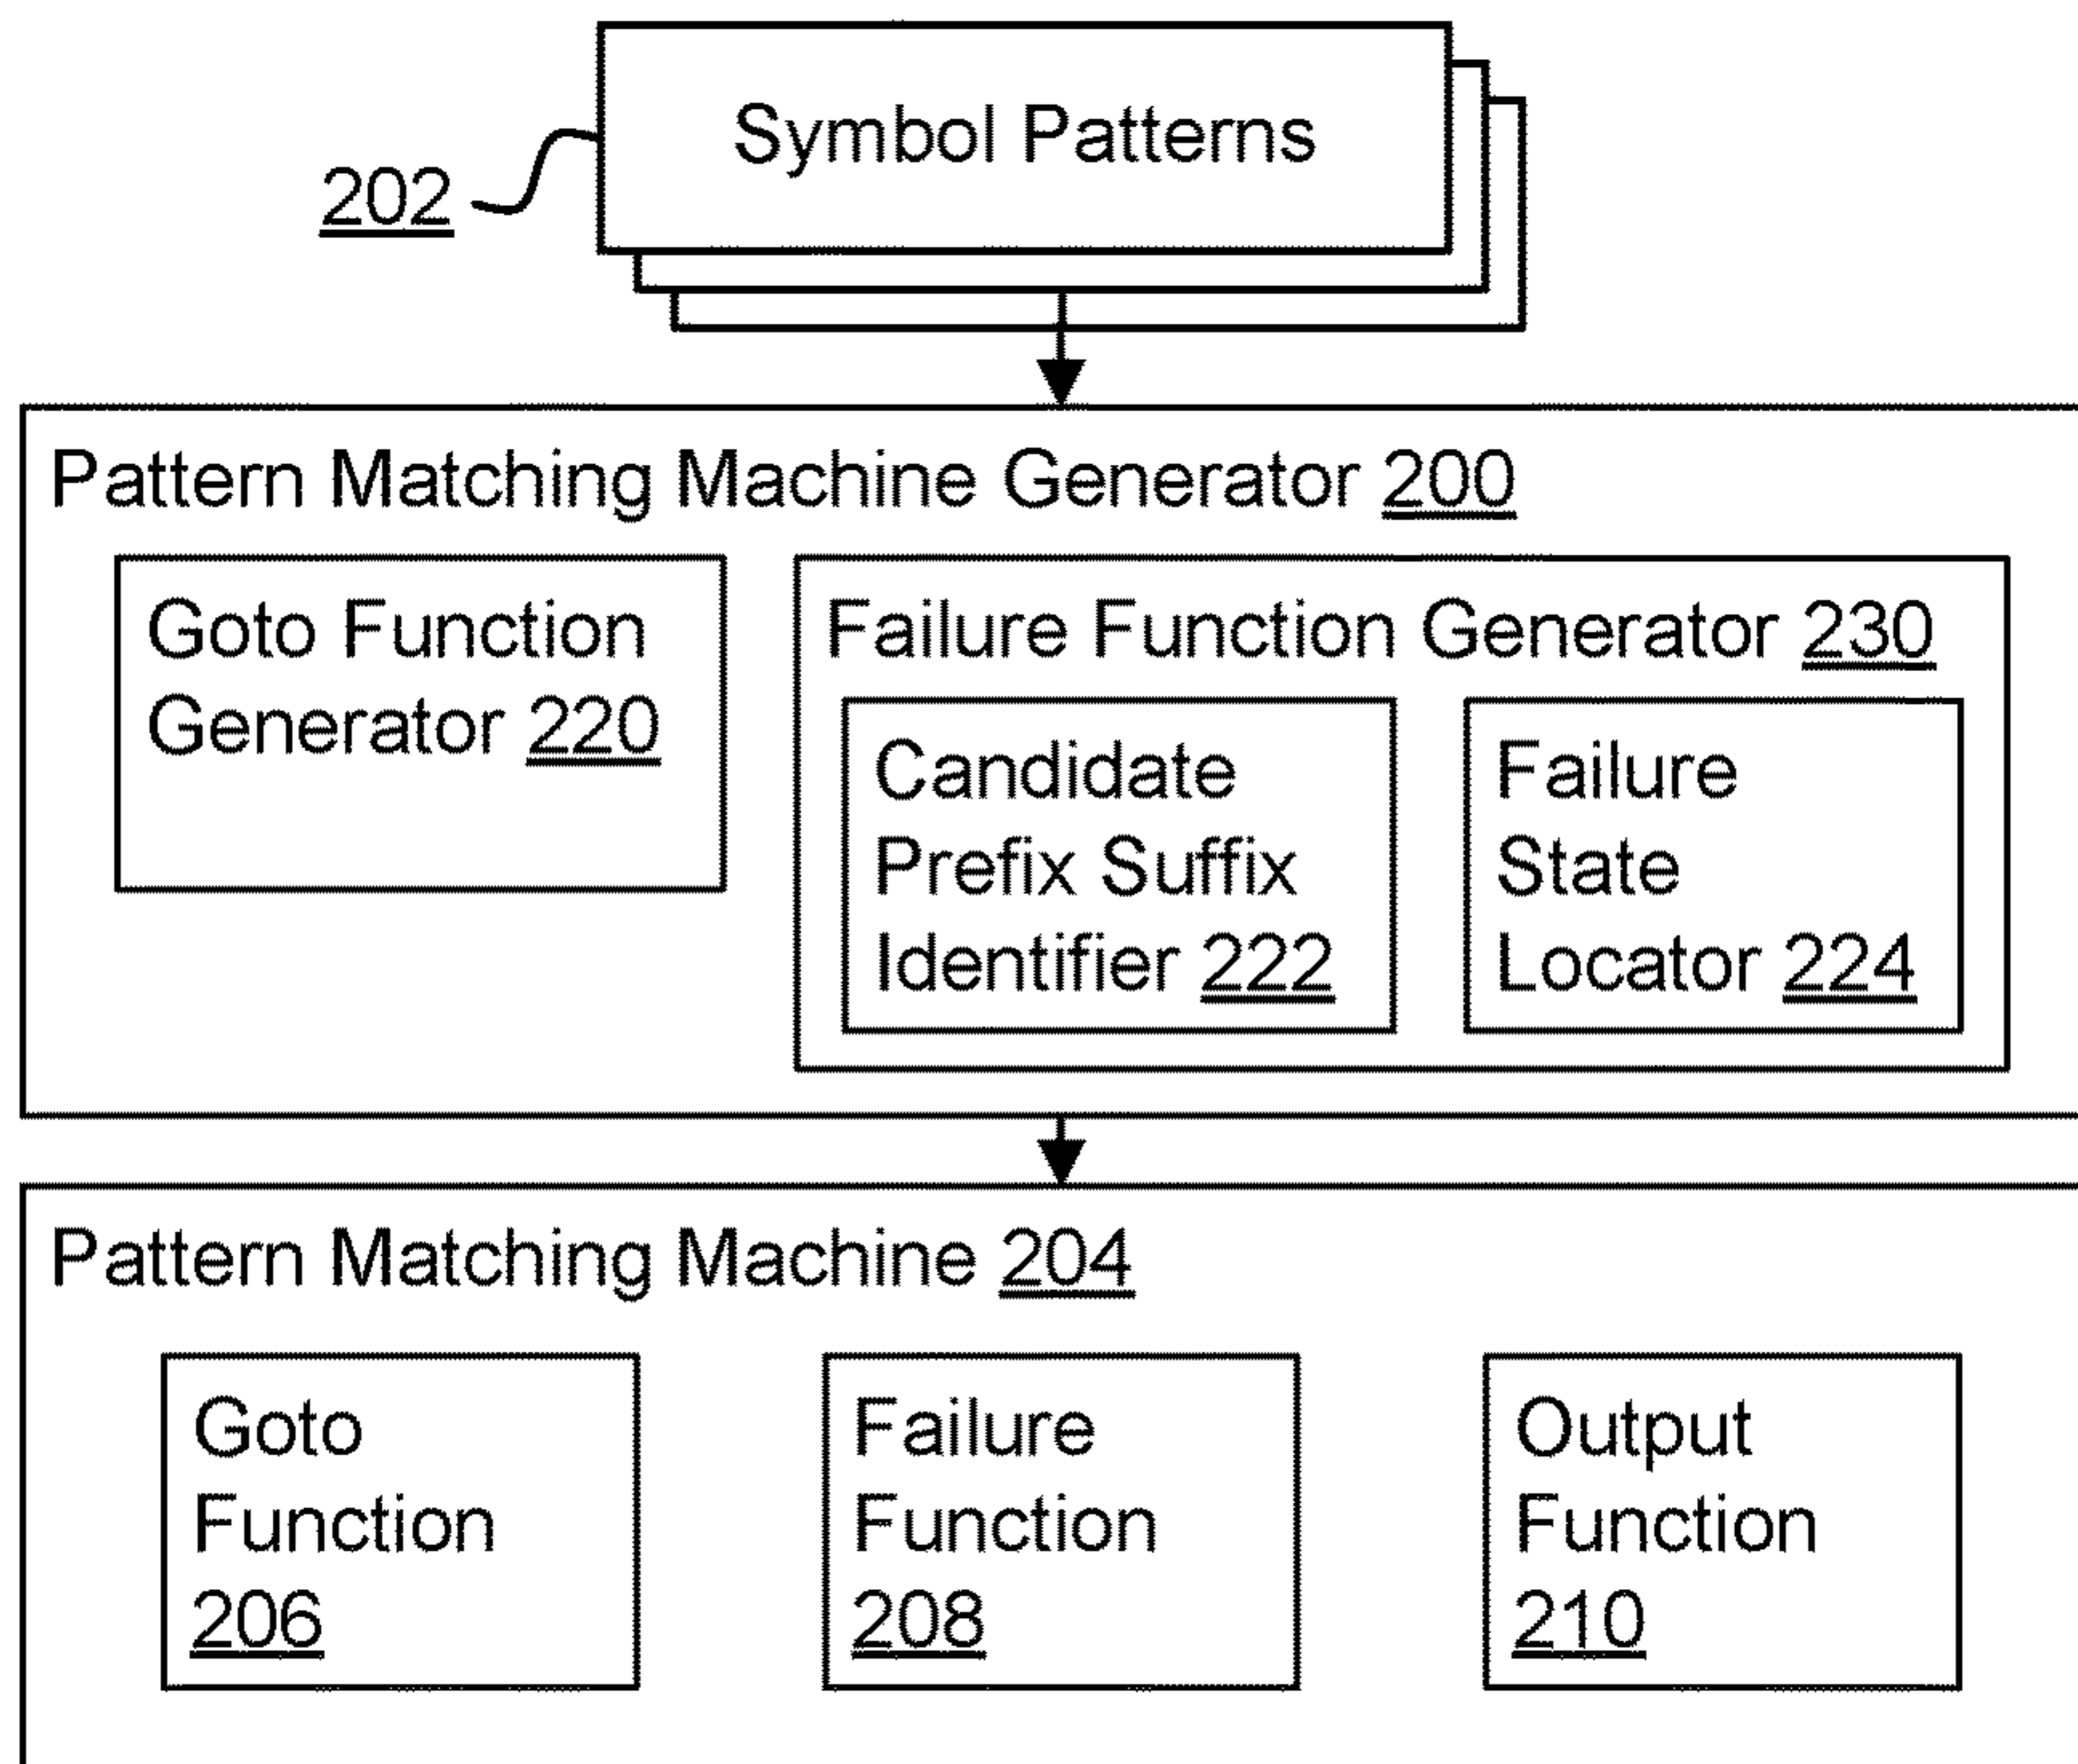 Symbol Patterns
202
Pattern Matching Machine Generator 200
Goto Function
Generator 220
Failure Function Generator 230
Candidate
Prefix Suffix
Identifier 222
Failure
State
Locator 224
Pattern Matching Machine 204
Goto
Function
206
Failure
Function
208
Output
Function
210